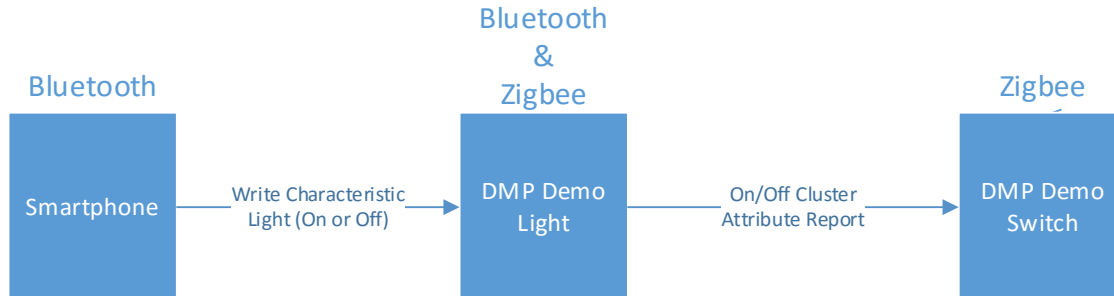 Bluetooth
&
Zigbee
Bluetooth
Zigbee
Smartphone
Write Characteristic
Light (On or Off)
DMP Demo
Light
On/Off Cluster
Attribute Report
DMP Demo
Switch